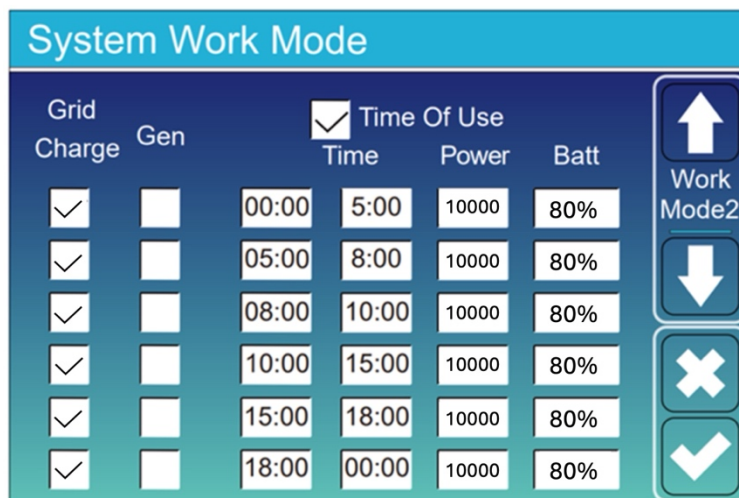 System Work Mode
Grid Charge
Gen
Time Of Use
Time Power Batt
00:00 5:00 10000 80%
05:00 8:00 10000 80%
08:00 10:00 10000 80%
10:00 15:00 10000 80%
15:00 18:00 10000 80%
18:00 00:00 10000 80%
Work
Mode2